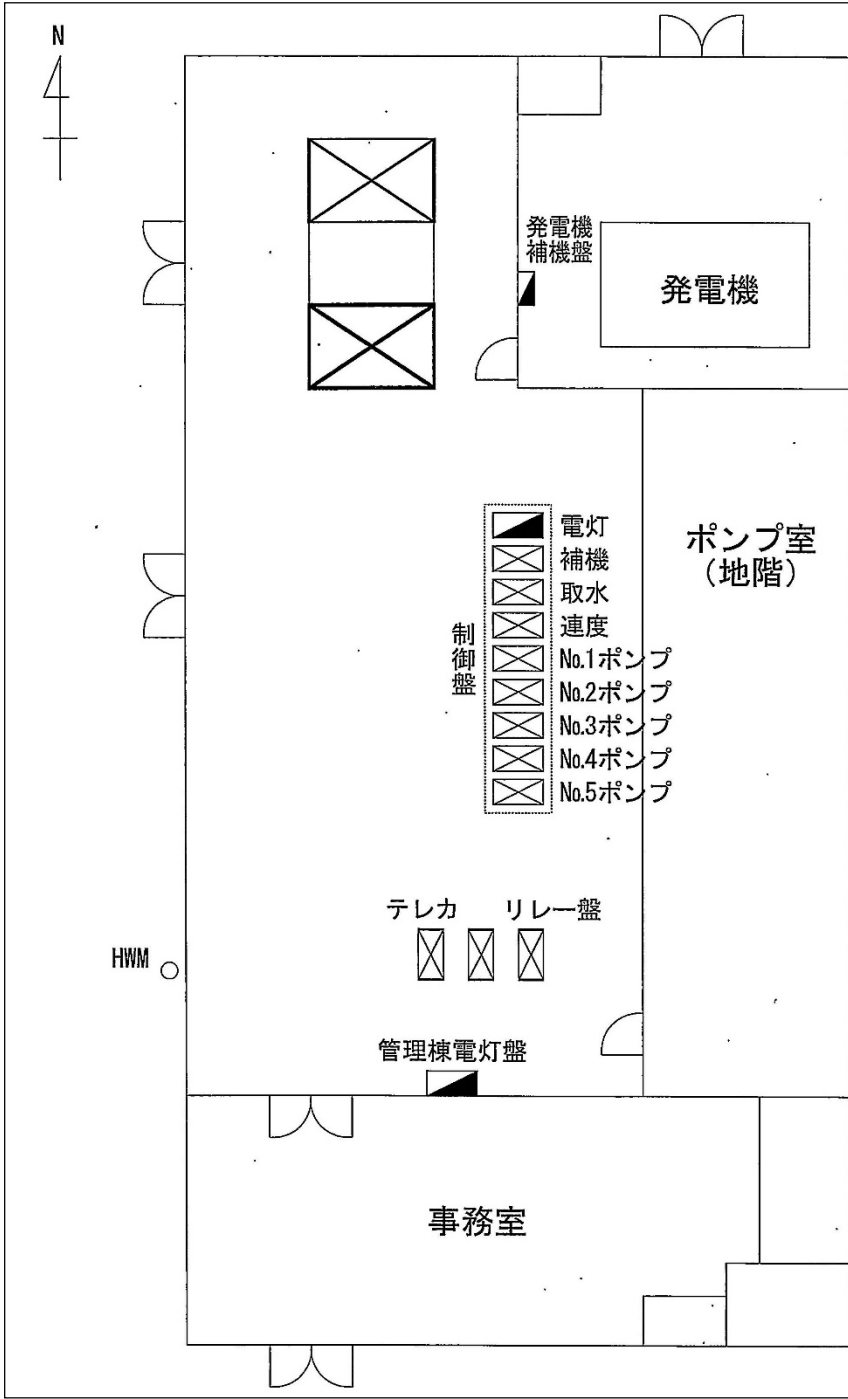 N
発電機
補機盤
発電機
電灯
補機
取水
連度
No.1ポンプ
No.2ポンプ
No.3ポンプ
No.4ポンプ
No.5ポンプ
制御盤
ポンプ室
(地階)
テレカ
リレー盤
HWM
管理棟電灯盤
事務室